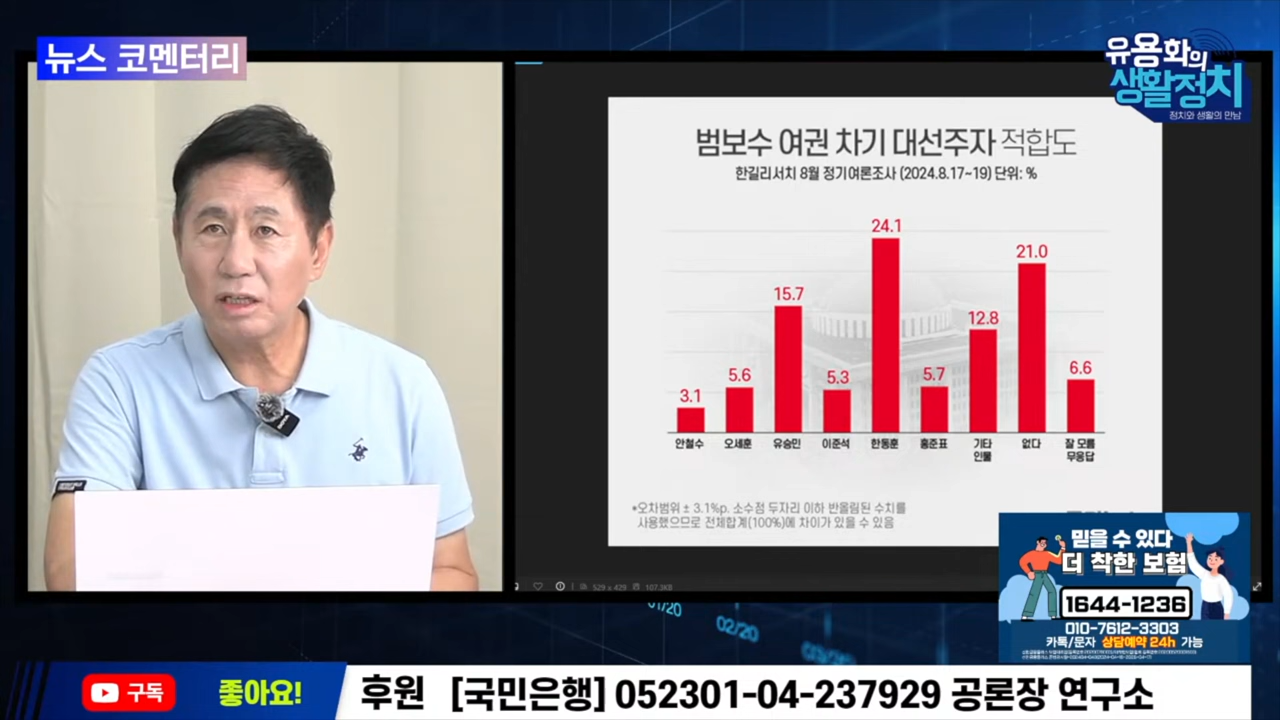 뉴스 코멘터리
유용화의
생활정치
정치와 생활의 만남
범보수 여권 차기 대선주자 적합도
한길리서치 8월 정기여론조사 (2024.8.17~19) 단위: %
3.1
5.6
15.7
5.3
24.1
5.7
12.8
21.0
6.6
안철수
오세훈
유승민
이준석
한동훈
홍준표
기타
인물
없다
잘 모름
무응답
*오차범위 ± 3.1%p. 소수점 두자리 이하 반올림된 수치를
사용했으므로 전체합계(100%)에 차이가 있을 수 있음
529 x 429
107.3KB
01/20
02/20
믿을 수 있다
더 착한 보험
1644-1236
010-7612-3303
카톡/문자 상담예약 24h 가능
구독
좋아요!
후원 [국민은행] 052301-04-237929 공론장 연구소